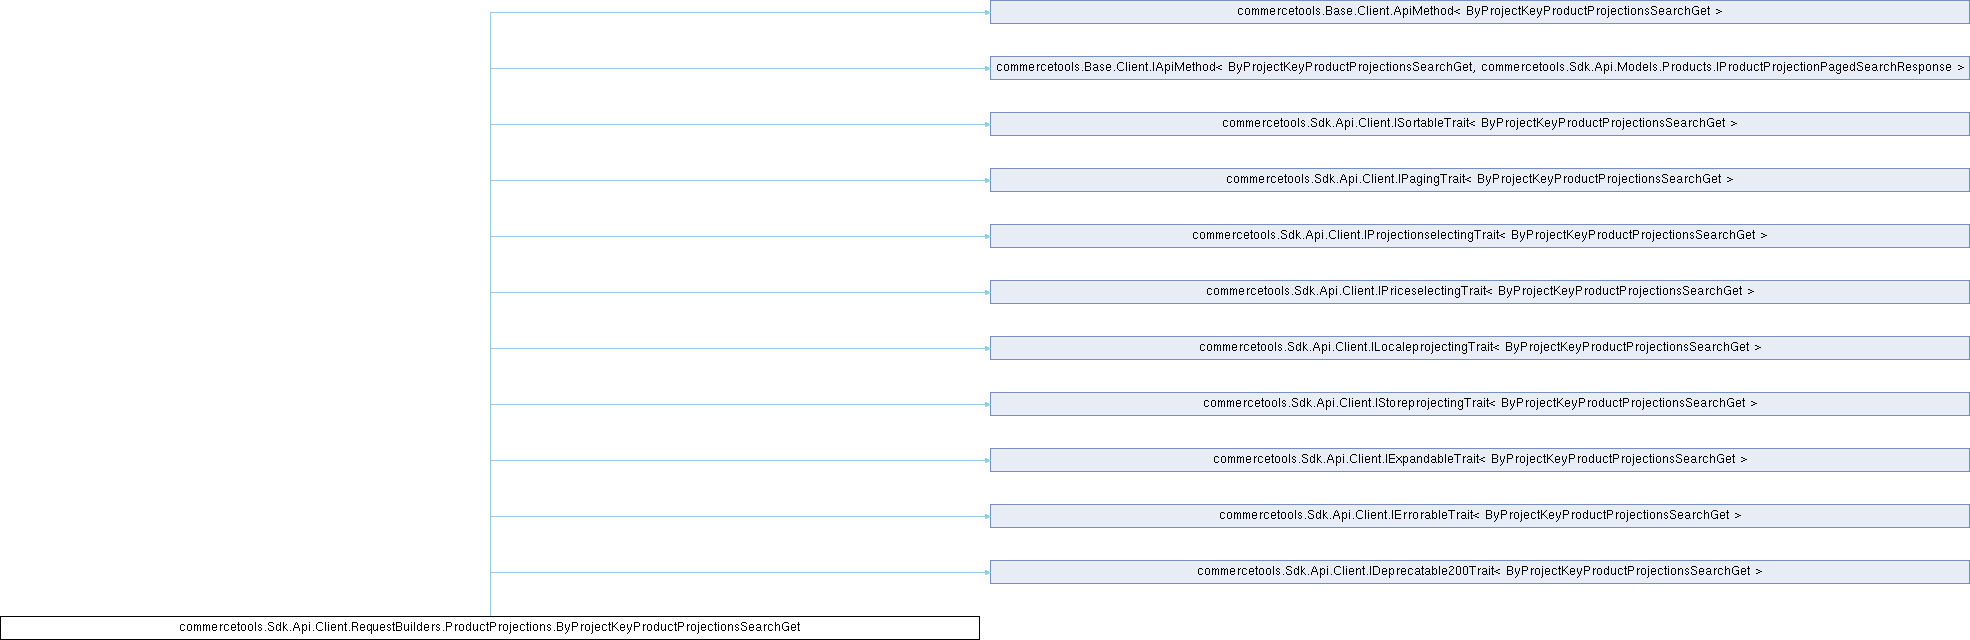 commercetools.Base.Client.ApiMethod< ByProjectKeyProductProjectionsSearchGet >
commercetools.Base.Client.IApiMethod< ByProjectKeyProductProjectionsSearchGet, commercetools.Sdk.Api.Models.Products.IProductProjectionPagedSearchResponse >
commercetools.Sdk.Api.Client.ISortableTrait< ByProjectKeyProductProjectionsSearchGet >
commercetools.Sdk.Api.Client.IPagingTrait< ByProjectKeyProductProjectionsSearchGet >
commercetools.Sdk.Api.Client.IProjectionselectingTrait< ByProjectKeyProductProjectionsSearchGet >
commercetools.Sdk.Api.Client.IPriceselectingTrait< ByProjectKeyProductProjectionsSearchGet >
commercetools.Sdk.Api.Client.ILocaleprojectingTrait< ByProjectKeyProductProjectionsSearchGet >
commercetools.Sdk.Api.Client.IStoreprojectingTrait< ByProjectKeyProductProjectionsSearchGet >
commercetools.Sdk.Api.Client.IExpandableTrait< ByProjectKeyProductProjectionsSearchGet >
commercetools.Sdk.Api.Client.IErrorableTrait< ByProjectKeyProductProjectionsSearchGet >
commercetools.Sdk.Api.Client.IDeprecatable200Trait< ByProjectKeyProductProjectionsSearchGet >
commercetools.Sdk.Api.Client.RequestBuilders.ProductProjections.ByProjectKeyProductProjectionsSearchGet